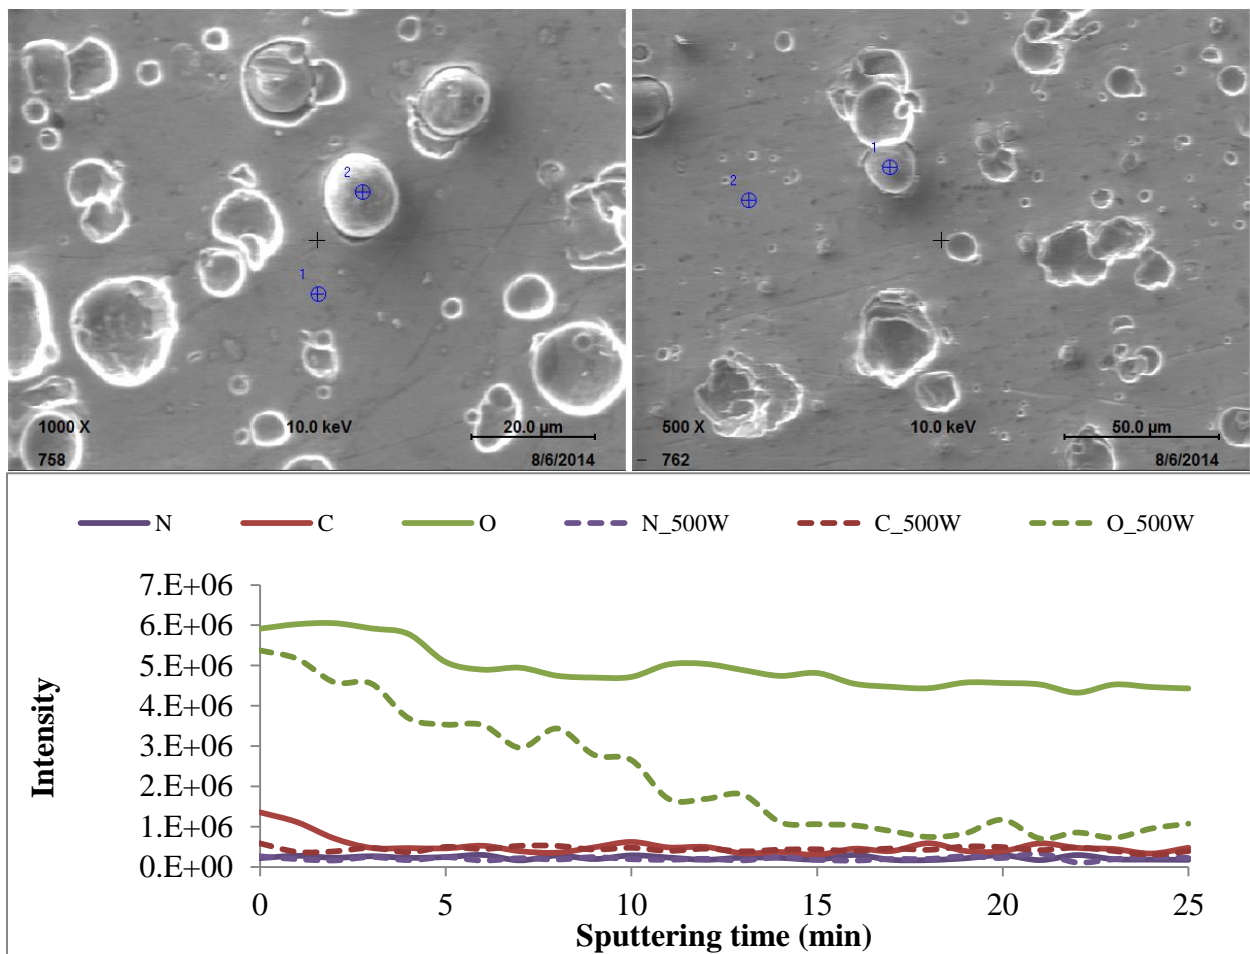 2
1
1000 X 10.0 keV 20.0 µm
758 8/6/2014
1
2
500 X 10.0 keV 50.0 µm
762 8/6/2014
N C O N_500W C_500W O_500W
7.E+06
6.E+06
5.E+06
4.E+06
3.E+06
2.E+06
1.E+06
0.E+00
Intensity
0 5 10 15 20 25
Sputtering time (min)